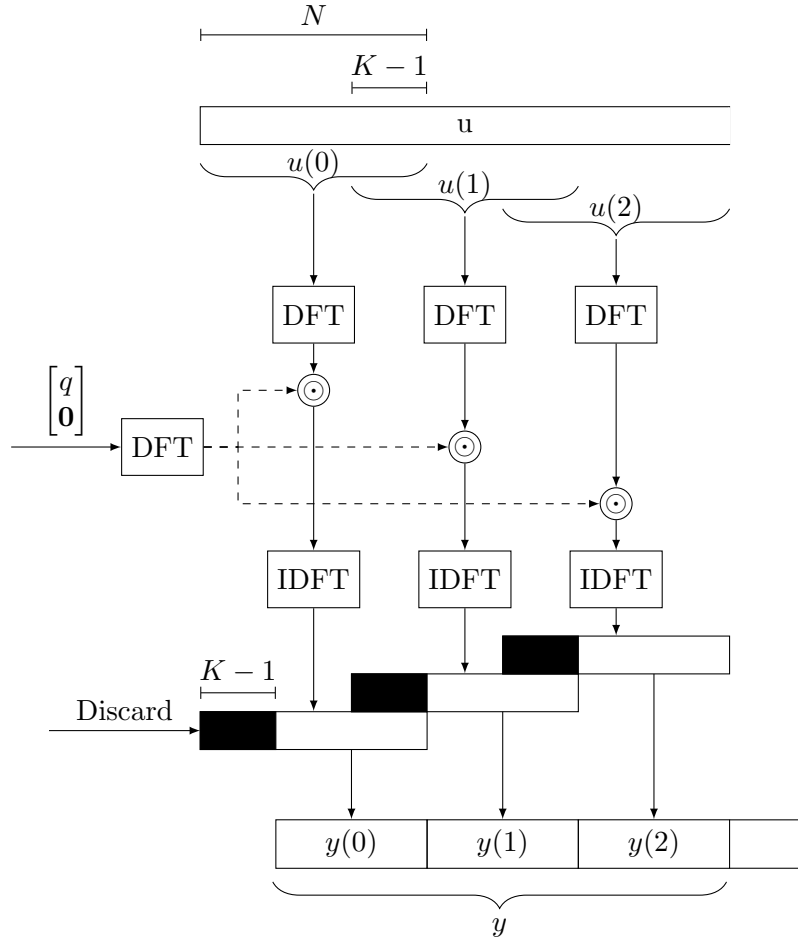 N
K − 1
u
u(0)
u(1)
u(2)
DFT DFT DFT
[q
0]
DFT
IDFT IDFT IDFT
K − 1
Discard
y(0) y(1) y(2)
y